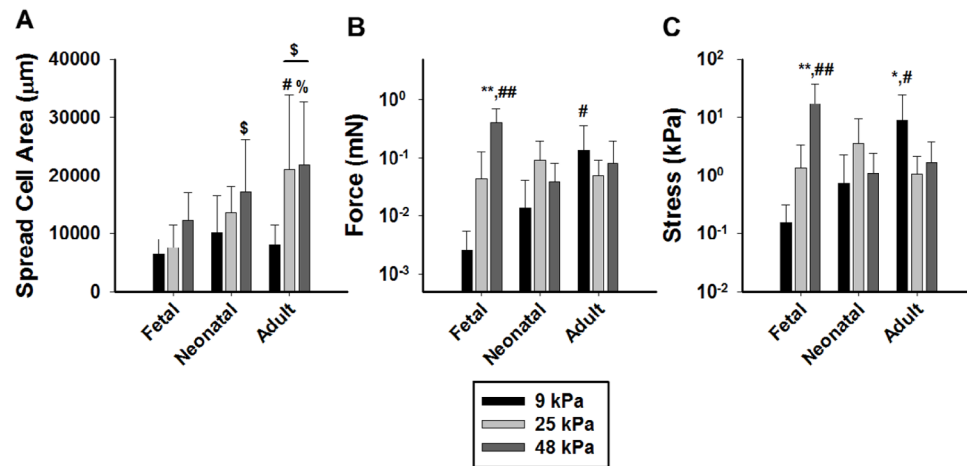 A
Spread Cell Area (μm)
40000
30000
20000
10000
0
$
$
# %
Fetal
Neonatal
Adult
B
Force (mN)
10⁰
10⁻¹
10⁻²
10⁻³
**,##
#
Fetal
Neonatal
Adult
C
Stress (kPa)
10²
10¹
10⁰
10⁻¹
10⁻²
**,##
*,#
Fetal
Neonatal
Adult
9 kPa
25 kPa
48 kPa